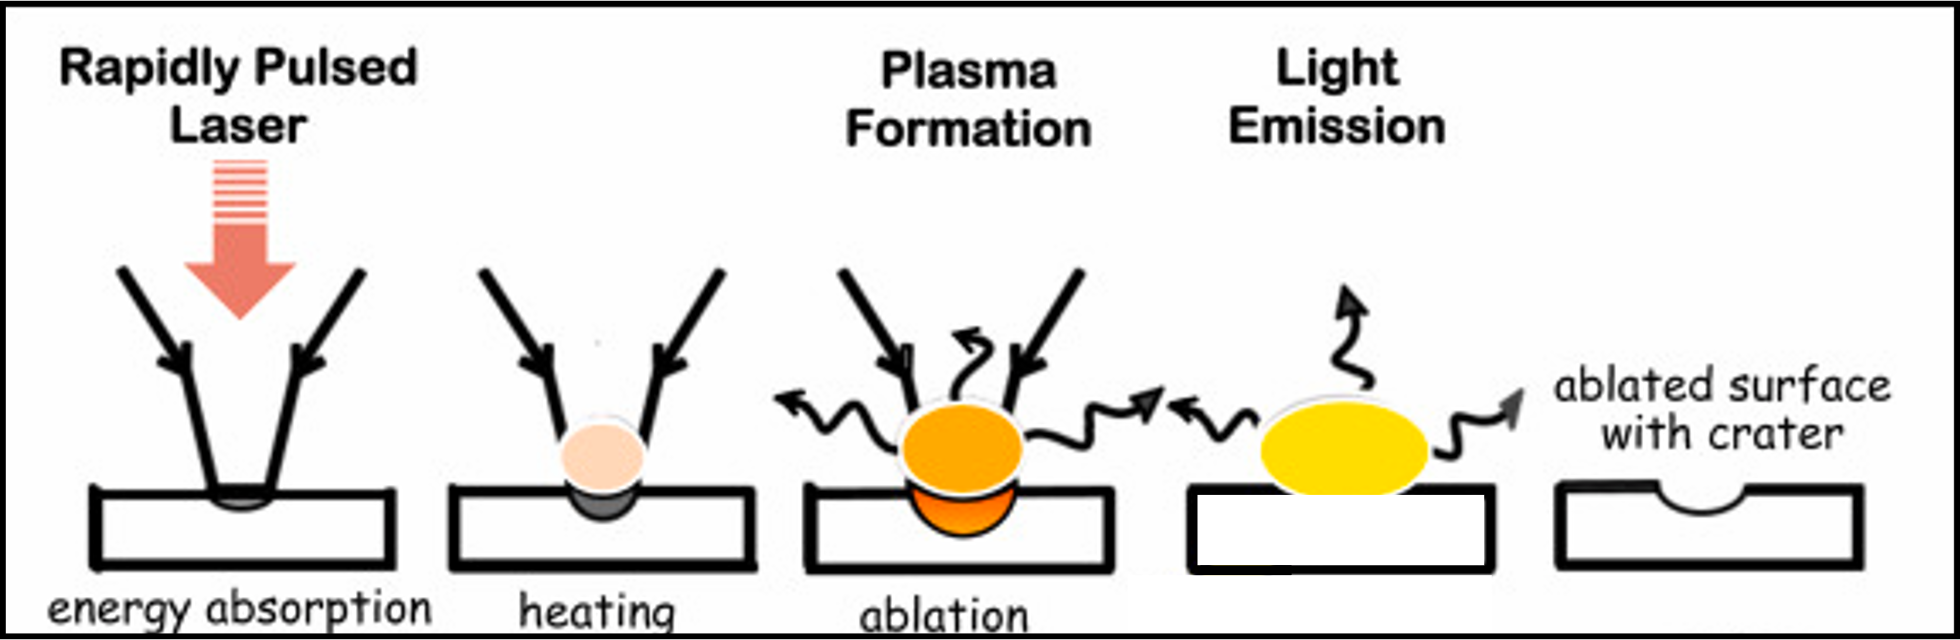 Rapidly Pulsed
Laser
Plasma
Formation
Light
Emission
ablated surface
with crater
energy absorption
heating
ablation